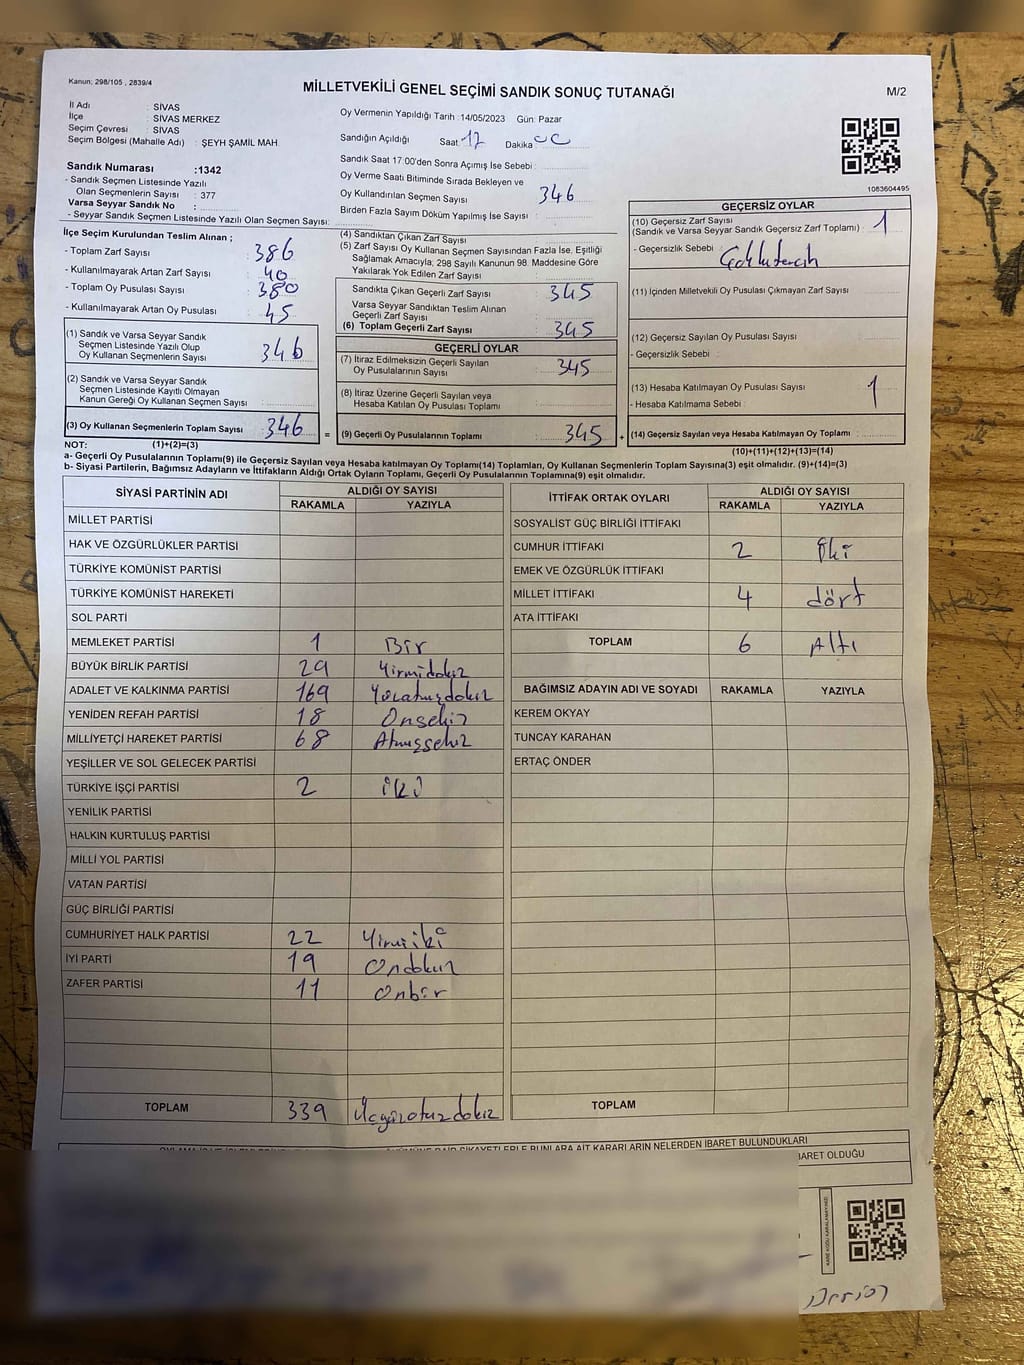 Kanun; 298/105 , 2839/4
MİLLETVEKİLİ GENEL SEÇİMİ SANDIK SONUÇ TUTANAĞI
M/2
İl Adı : SİVAS
İlçe : SİVAS MERKEZ
Seçim Çevresi : SİVAS
Seçim Bölgesi (Mahalle Adı) : ŞEYH ŞAMİL MAH
Sandık Numarası :1342
- Sandık Seçmen Listesinde Yazılı
Olan Seçmenlerin Sayısı : 377
Varsa Seyyar Sandık No :
- Seyyar Sandık Seçmen Listesinde Yazılı Olan Seçmen Sayısı:
Oy Vermenin Yapıldığı Tarih :14/05/2023 Gün: Pazar
Sandığın Açıldığı Saat 17 Dakika
Sandık Saat 17:00'den Sonra Açımış İse Sebebi :
Oy Verme Saati Bitiminde Sırada Bekleyen ve
Oy Kullandırılan Seçmen Sayısı : 346
Birden Fazla Sayım Döküm Yapılmış İse Sayısı :
1083604495
İlçe Seçim Kurulundan Teslim Alınan ;
- Toplam Zarf Sayısı : 386
- Kullanılmayarak Artan Zarf Sayısı : 40
- Toplam Oy Pusulası Sayısı : 380
- Kullanılmayarak Artan Oy Pusulası : 45
(1) Sandık ve Varsa Seyyar Sandık
Seçmen Listesinde Yazılı Olup
Oy Kullanan Seçmenlerin Sayısı : 346
(2) Sandık ve Varsa Seyyar Sandık
Seçmen Listesinde Kayıtlı Olmayan
Kanun Gereği Oy Kullanan Seçmen Sayısı :
(3) Oy Kullanan Seçmenlerin Toplam Sayısı : 346
=
(4) Sandıktan Çıkan Zarf Sayısı :
(5) Zarf Sayısı Oy Kullanan Seçmen Sayısından Fazla İse. Eşitliği
Sağlamak Amacıyla; 298 Sayılı Kanunun 98. Maddesine Göre
Yakılarak Yok Edilen Zarf Sayısı :
Sandıkta Çıkan Geçerli Zarf Sayısı : 345
Varsa Seyyar Sandıktan Teslim Alınan
Geçerli Zarf Sayısı :
(6) Toplam Geçerli Zarf Sayısı : 345
GEÇERLİ OYLAR
(7) İtiraz Edilmeksizin Geçerli Sayılan
Oy Pusulalarının Sayısı : 345
(8) İtiraz Üzerine Geçerli Sayılan veya
Hesaba Katılan Oy Pusulası Toplamı :
(9) Geçerli Oy Pusulalarının Toplamı : 345
+
GEÇERSİZ OYLAR
(10) Geçersiz Zarf Sayısı
(Sandık ve Varsa Seyyar Sandık Geçersiz Zarf Toplamı) : 1
- Geçersizlik Sebebi : Çoklu tercih
(11) İçinden Milletvekili Oy Pusulası Çıkmayan Zarf Sayısı :
(12) Geçersiz Sayılan Oy Pusulası Sayısı :
- Geçersizlik Sebebi :
(13) Hesaba Katılmayan Oy Pusulası Sayısı : 1
- Hesaba Katılmama Sebebi :
(14) Geçersiz Sayılan veya Hesaba Katılmayan Oy Toplamı :
NOT: (1)+(2)=(3)
(10)+(11)+(12)+(13)=(14)
a- Geçerli Oy Pusulalarının Toplamı(9) ile Geçersiz Sayılan veya Hesaba katılmayan Oy Toplamı(14) Toplamları, Oy Kullanan Seçmenlerin Toplam Sayısına(3) eşit olmalıdır. (9)+(14)=(3)
b- Siyasi Partilerin, Bağımsız Adayların ve İttifakların Aldığı Ortak Oyların Toplamı, Geçerli Oy Pusulalarının Toplamına(9) eşit olmalıdır.
SİYASİ PARTİNİN ADI ALDIĞI OY SAYISI
RAKAMLA YAZIYLA
MİLLET PARTİSİ
HAK VE ÖZGÜRLÜKLER PARTİSİ
TÜRKİYE KOMÜNİST PARTİSİ
TÜRKİYE KOMÜNİST HAREKETİ
SOL PARTİ
MEMLEKET PARTİSİ 1 Bir
BÜYÜK BİRLİK PARTİSİ 29 Yirmidokız
ADALET VE KALKINMA PARTİSİ 169 Yüzatmışdokız
YENİDEN REFAH PARTİSİ 18 Onsekiz
MİLLİYETÇİ HAREKET PARTİSİ 68 Atmışsekiz
YEŞİLLER VE SOL GELECEK PARTİSİ
TÜRKİYE İŞÇİ PARTİSİ 2 iki
YENİLİK PARTİSİ
HALKIN KURTULUŞ PARTİSİ
MİLLİ YOL PARTİSİ
VATAN PARTİSİ
GÜÇ BİRLİĞİ PARTİSİ
CUMHURİYET HALK PARTİSİ 22 Yirmiiki
İYİ PARTİ 19 Ondokuz
ZAFER PARTİSİ 11 Onbir
TOPLAM 339 Üçyüzotuzdokız
İTTİFAK ORTAK OYLARI ALDIĞI OY SAYISI
RAKAMLA YAZIYLA
SOSYALİST GÜÇ BİRLİĞİ İTTİFAKI
CUMHUR İTTİFAKI 2 İki
EMEK VE ÖZGÜRLÜK İTTİFAKI
MİLLET İTTİFAKI 4 dört
ATA İTTİFAKI
TOPLAM 6 Altı
BAĞIMSIZ ADAYIN ADI VE SOYADI RAKAMLA YAZIYLA
KEREM OKYAY
TUNCAY KARAHAN
ERTAÇ ÖNDER
TOPLAM
ŞİKAYETLERLE BUNLARA AİT KARARLARIN NELERDEN İBARET BULUNDUKLARI
BARET OLDUĞU